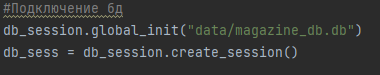 #Подключение бд
db_session.global_init("data/magazine_db.db")
db_sess = db_session.create_session()